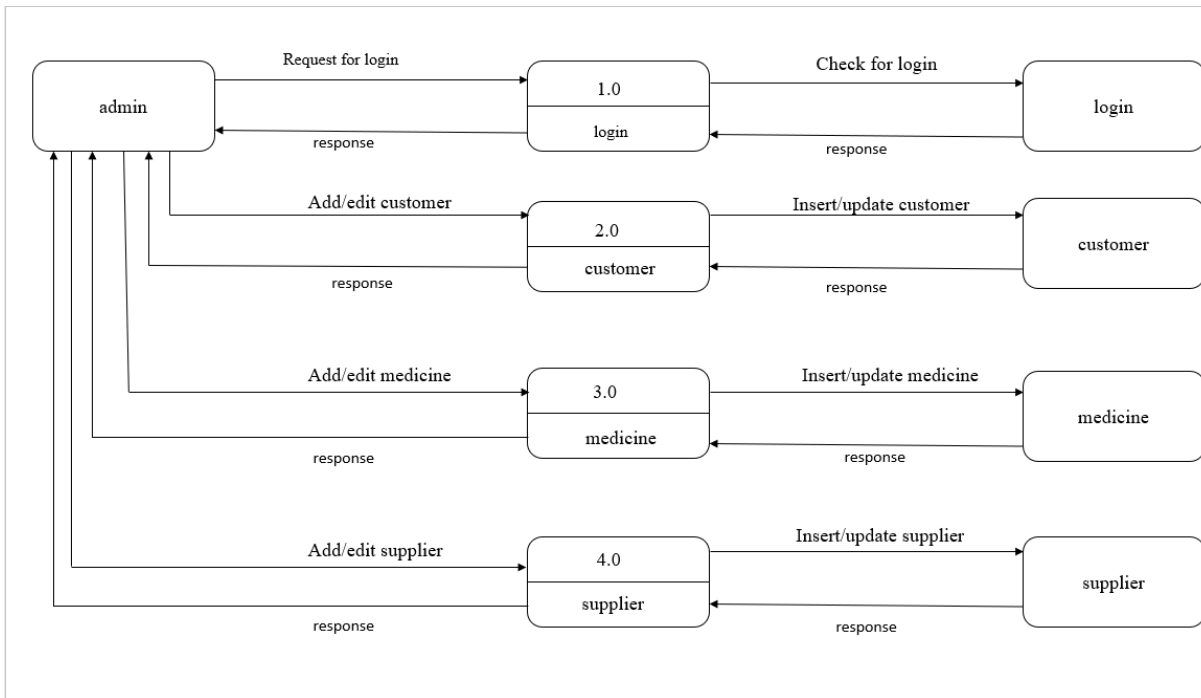 Request for login
Check for login
admin
1.0
login
login
response
response
Add/edit customer
Insert/update customer
2.0
customer
customer
response
response
Add/edit medicine
Insert/update medicine
3.0
medicine
medicine
response
response
Add/edit supplier
Insert/update supplier
4.0
supplier
supplier
response
response